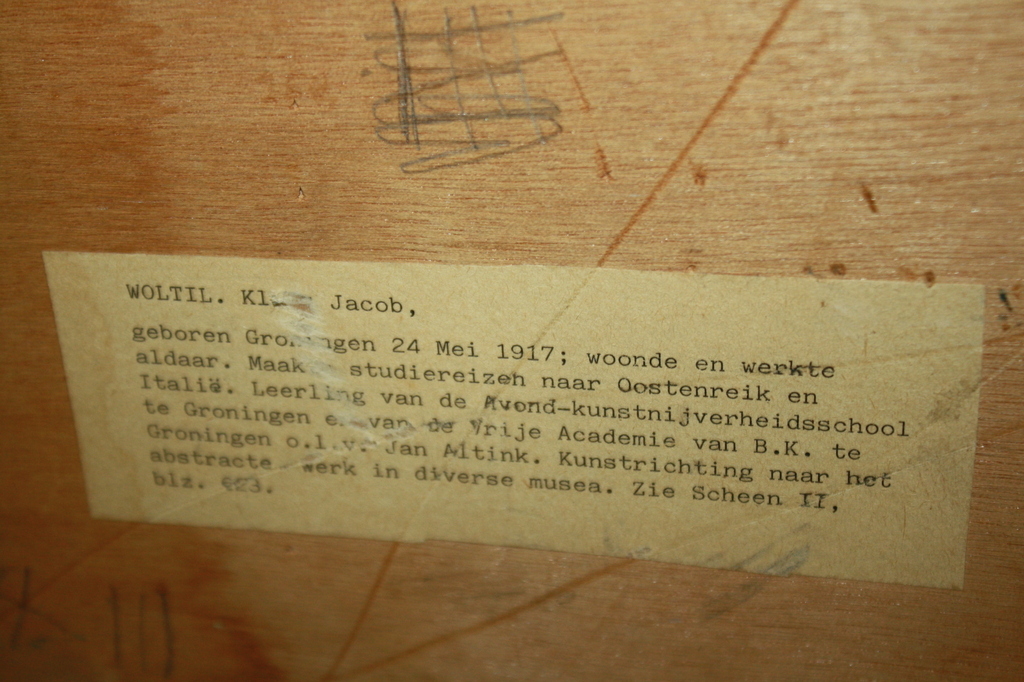 WOLTIL. Jacob,
geboren Groningen 24 Mei 1917; woonde en werkte
aldaar. studiereizen naar Oostenreik en
Italië. Leerling van de Avond-kunstnijverheidsschool
te Groningen en van de Vrije Academie van B.K. te
Groningen o.l.v. Jan Altink. Kunstrichting naar het
abstracte werk in diverse musea. Zie Scheen II,
blz.